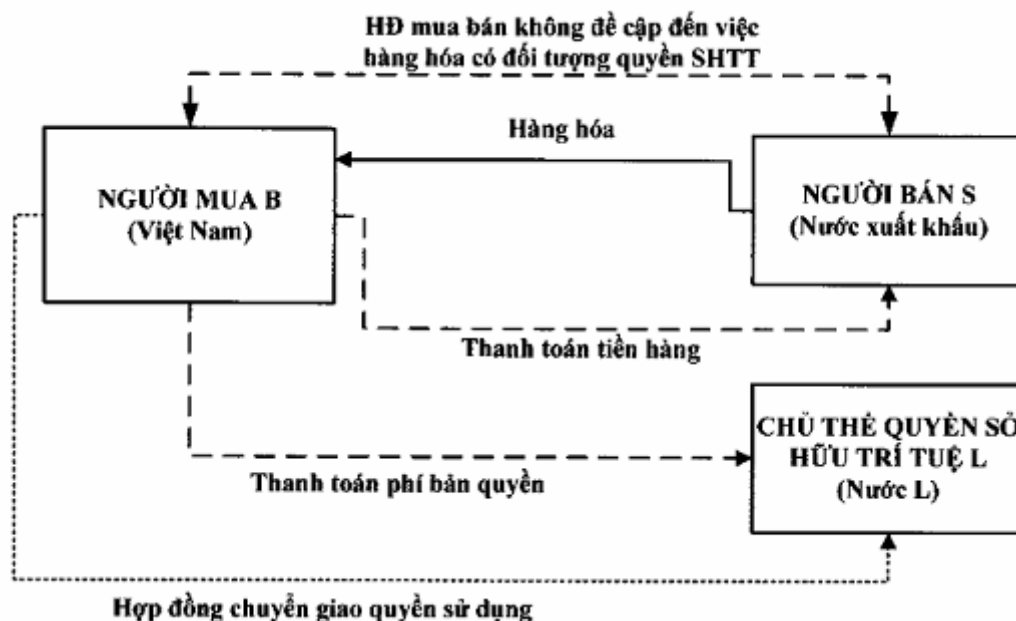 HĐ mua bán không đề cập đến việc
hàng hóa có đối tượng quyền SHTT
Hàng hóa
NGƯỜI MUA B
(Việt Nam)
NGƯỜI BÁN S
(Nước xuất khẩu)
Thanh toán tiền hàng
CHỦ THỂ QUYỀN SỞ
HỮU TRÍ TUỆ L
(Nước L)
Thanh toán phí bản quyền
Hợp đồng chuyển giao quyền sử dụng